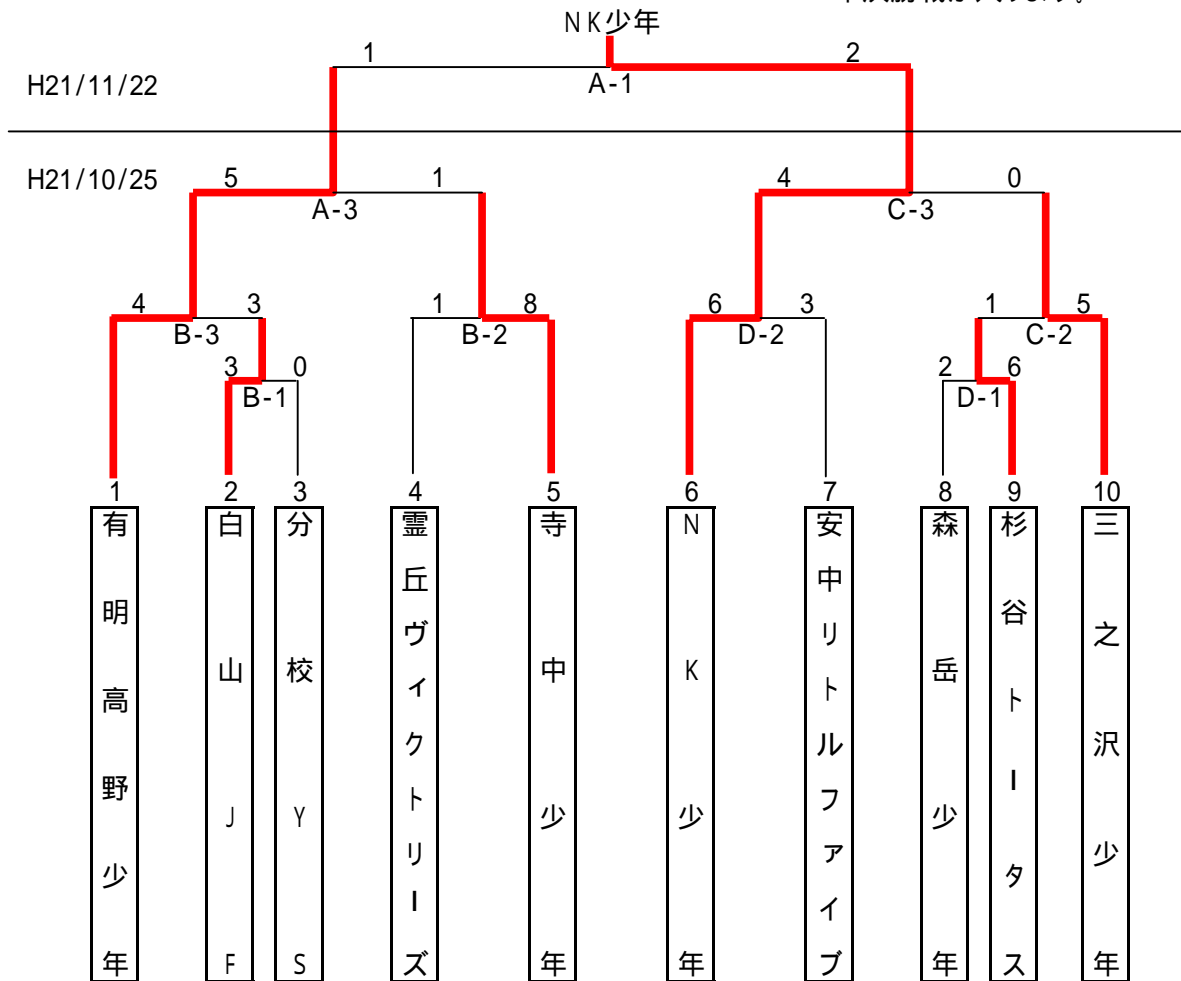 NK少年
1 2
H21/11/22
A-1
H21/10/25
5 1 4 0
A-3 C-3
4 3 1 8 6 3 1 5
B-3 B-2 D-2 C-2
3 0 2 6
B-1 D-1
1 2 3 4 5 6 7 8 9 10
有明高野少年
白山JF
分校YS
霊丘ヴィクトリーズ
寺中少年
NK少年
安中リトルファイブ
森岳少年
杉谷トータス
三之沢少年